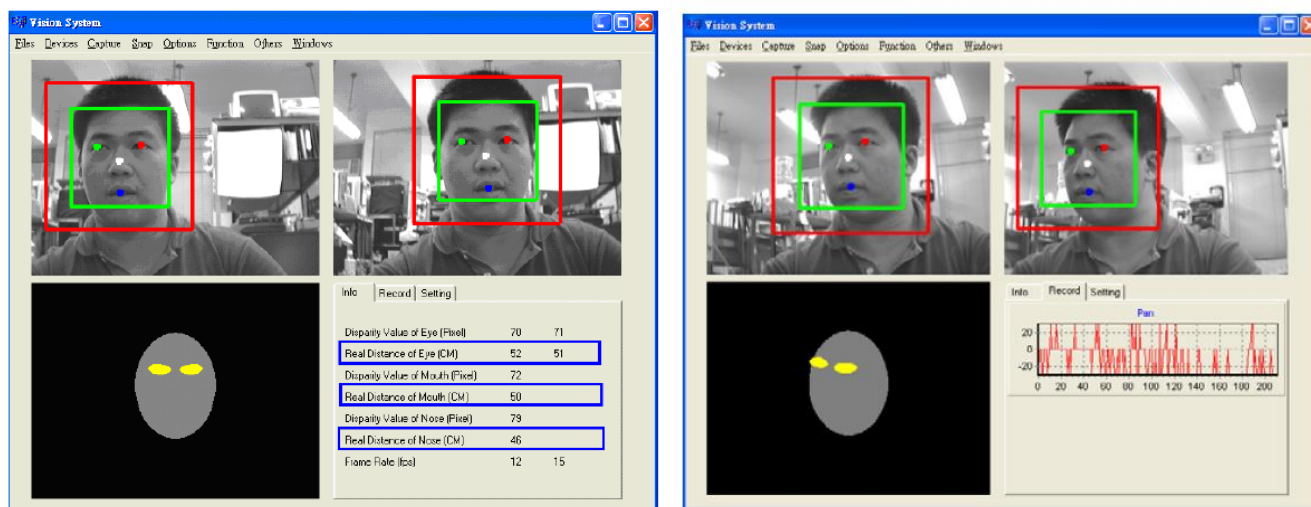 Vision System
Files Devices Capture Snap Options Function Others Windows
Info Record Setting
Disparity Value of Eye (Pixel) 70 71
Real Distance of Eye (CM) 52 51
Disparity Value of Mouth (Pixel) 72
Real Distance of Mouth (CM) 50
Disparity Value of Nose (Pixel) 79
Real Distance of Nose (CM) 46
Frame Rate (fps) 12 15
Vision System
Files Devices Capture Snap Options Function Others Windows
Info Record Setting
Pan
20
0
-20
0 20 40 60 80 100 120 140 160 180 200